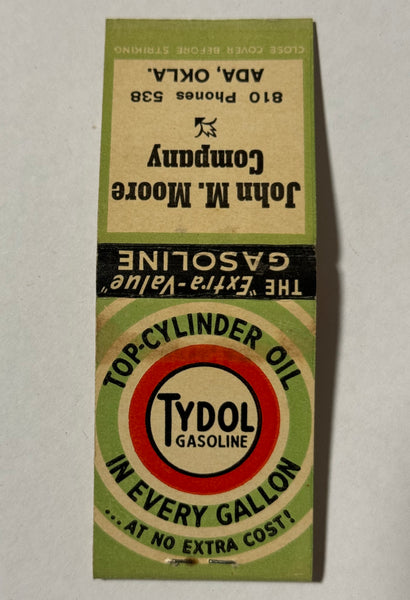 CLOSE COVER BEFORE STRIKING
John M. Moore
Company
810 Phones 538
ADA, OKLA.
THE "Extra-Value"
GASOLINE
TOP-CYLINDER OIL
TYDOL
GASOLINE
IN EVERY GALLON
...AT NO EXTRA COST!